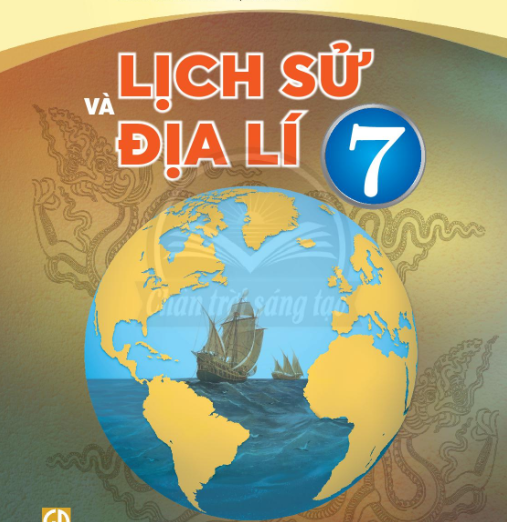 LỊCH SỬ
VÀ
ĐỊA LÍ
7
Chân trời sáng tạo